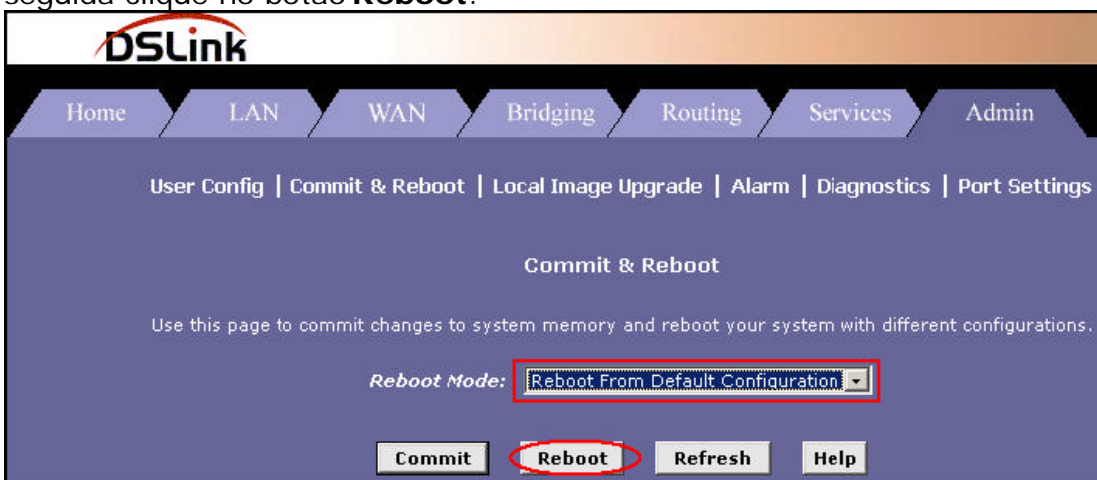 seguida clique no botão Reboot.
DSLink
Home LAN WAN Bridging Routing Services Admin
User Config | Commit & Reboot | Local Image Upgrade | Alarm | Diagnostics | Port Settings
Commit & Reboot
Use this page to commit changes to system memory and reboot your system with different configurations.
Reboot Mode: Reboot From Default Configuration
Commit Reboot Refresh Help